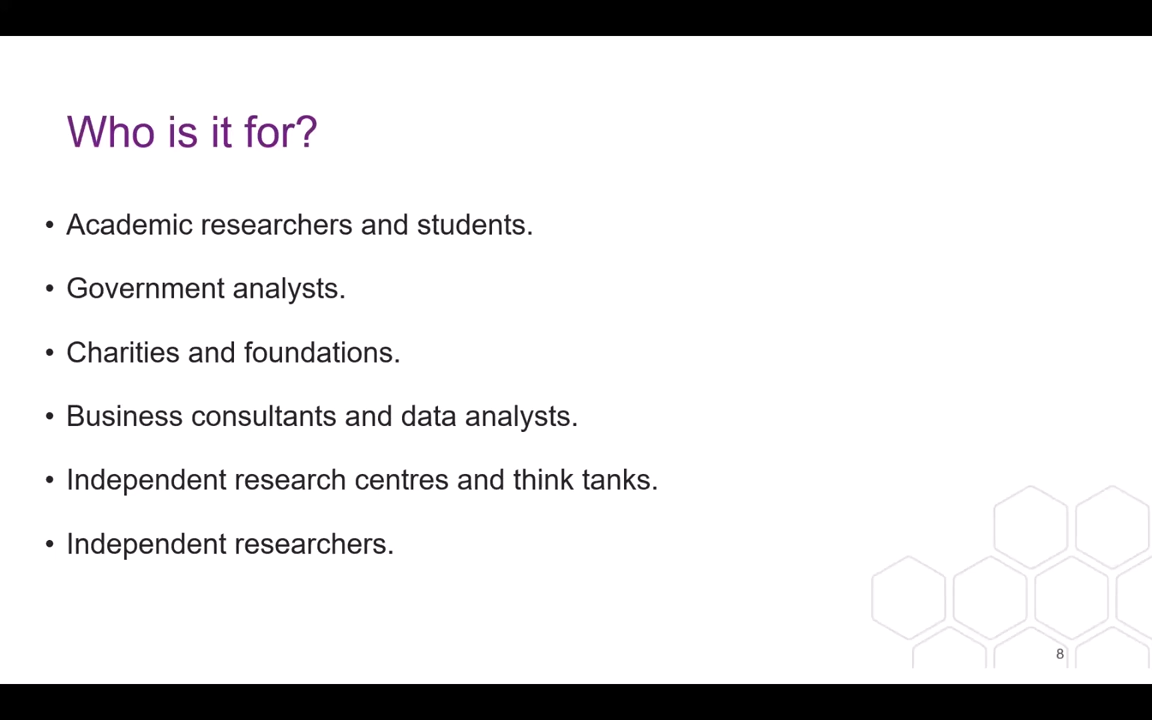 Who is it for?
• Academic researchers and students.
• Government analysts.
• Charities and foundations.
• Business consultants and data analysts.
• Independent research centres and think tanks.
• Independent researchers.
8